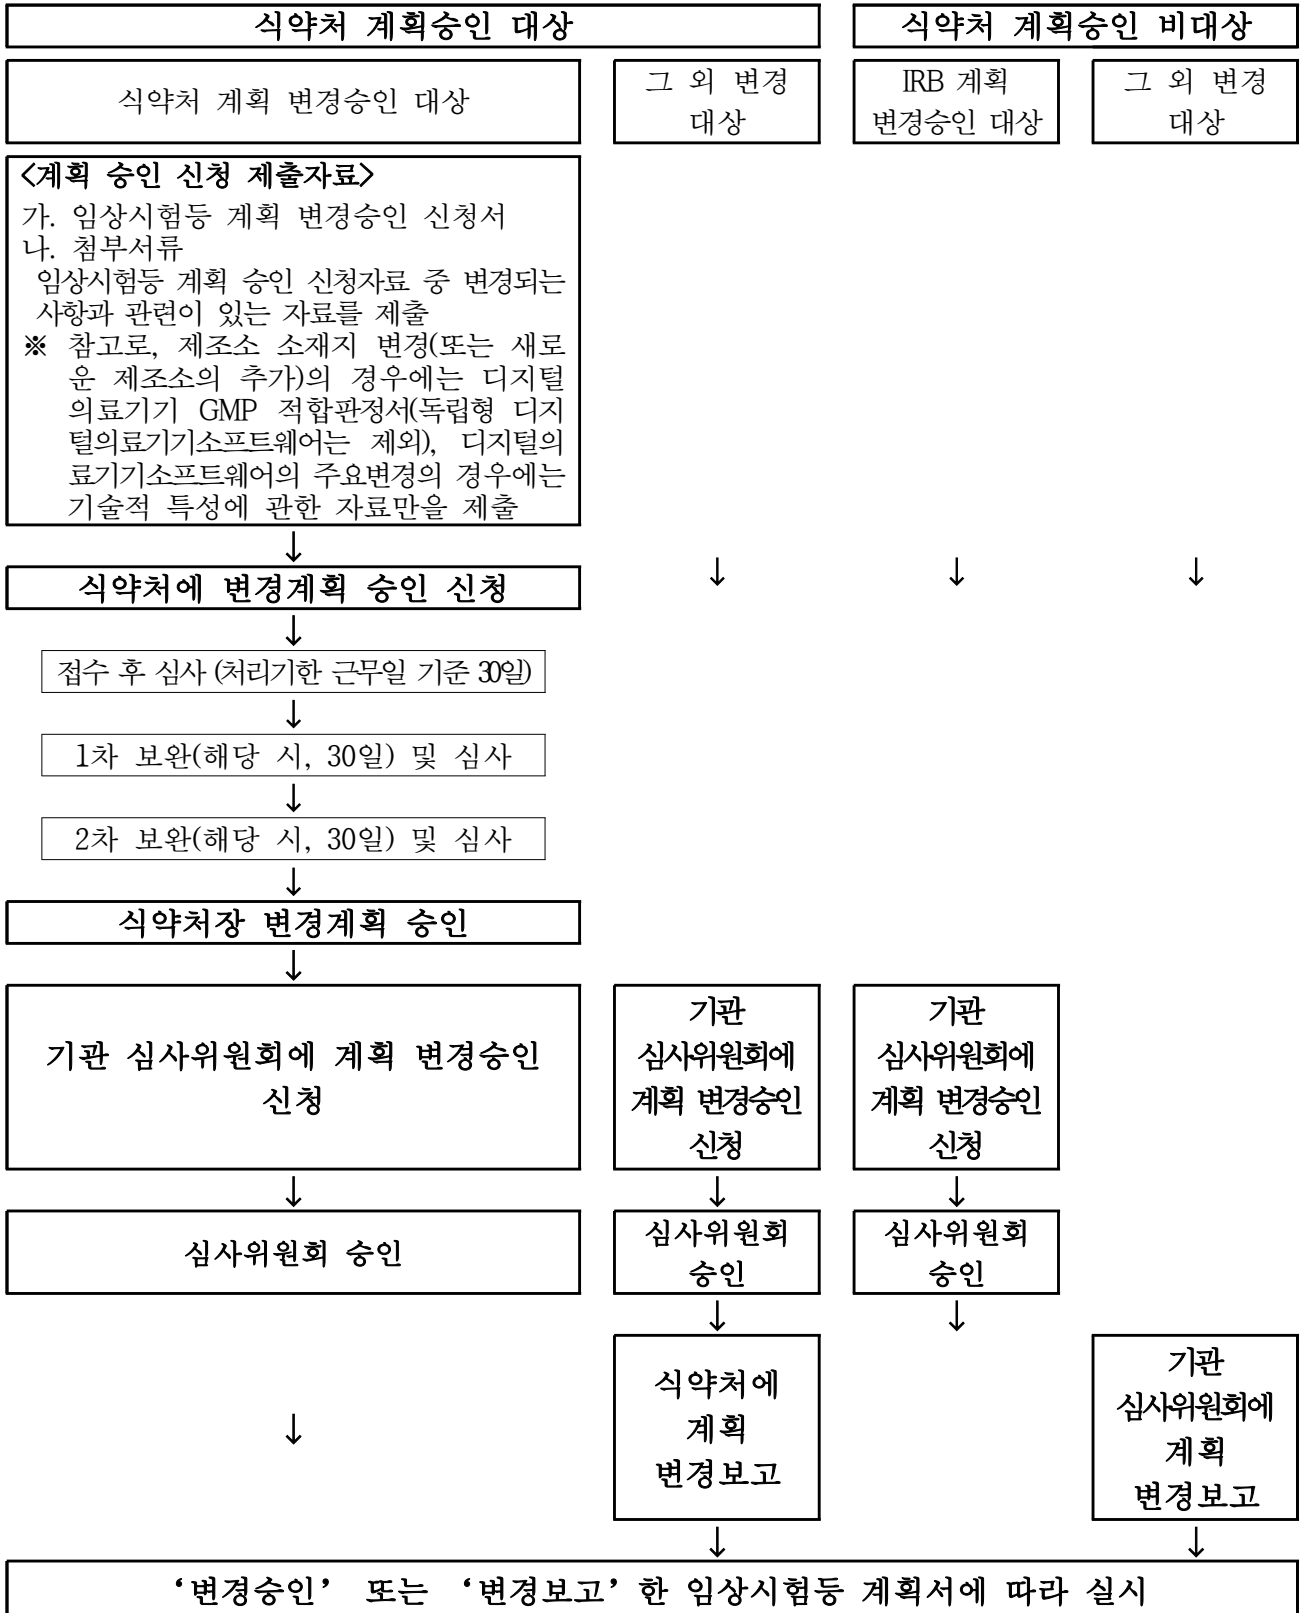 식약처 계획승인 대상
식약처 계획승인 비대상
식약처 계획 변경승인 대상
그 외 변경
대상
IRB 계획
변경승인 대상
그 외 변경
대상
<계획 승인 신청 제출자료>
가. 임상시험등 계획 변경승인 신청서
나. 첨부서류
임상시험등 계획 승인 신청자료 중 변경되는
사항과 관련이 있는 자료를 제출
※ 참고로, 제조소 소재지 변경(또는 새로
운 제조소의 추가)의 경우에는 디지털
의료기기 GMP 적합판정서(독립형 디지
털의료기기소프트웨어는 제외), 디지털의
료기기소프트웨어의 주요변경의 경우에는
기술적 특성에 관한 자료만을 제출
↓
식약처에 변경계획 승인 신청
↓ ↓ ↓
↓
접수 후 심사 (처리기한 근무일 기준 30일)
↓
1차 보완(해당 시, 30일) 및 심사
↓
2차 보완(해당 시, 30일) 및 심사
↓
식약처장 변경계획 승인
↓
기관 심사위원회에 계획 변경승인
신청
기관
심사위원회에
계획 변경승인
신청
기관
심사위원회에
계획 변경승인
신청
↓ ↓ ↓
심사위원회 승인
심사위원회
승인
심사위원회
승인
↓ ↓
↓
식약처에
계획
변경보고
기관
심사위원회에
계획
변경보고
↓ ↓
‘변경승인’ 또는 ‘변경보고’한 임상시험등 계획서에 따라 실시